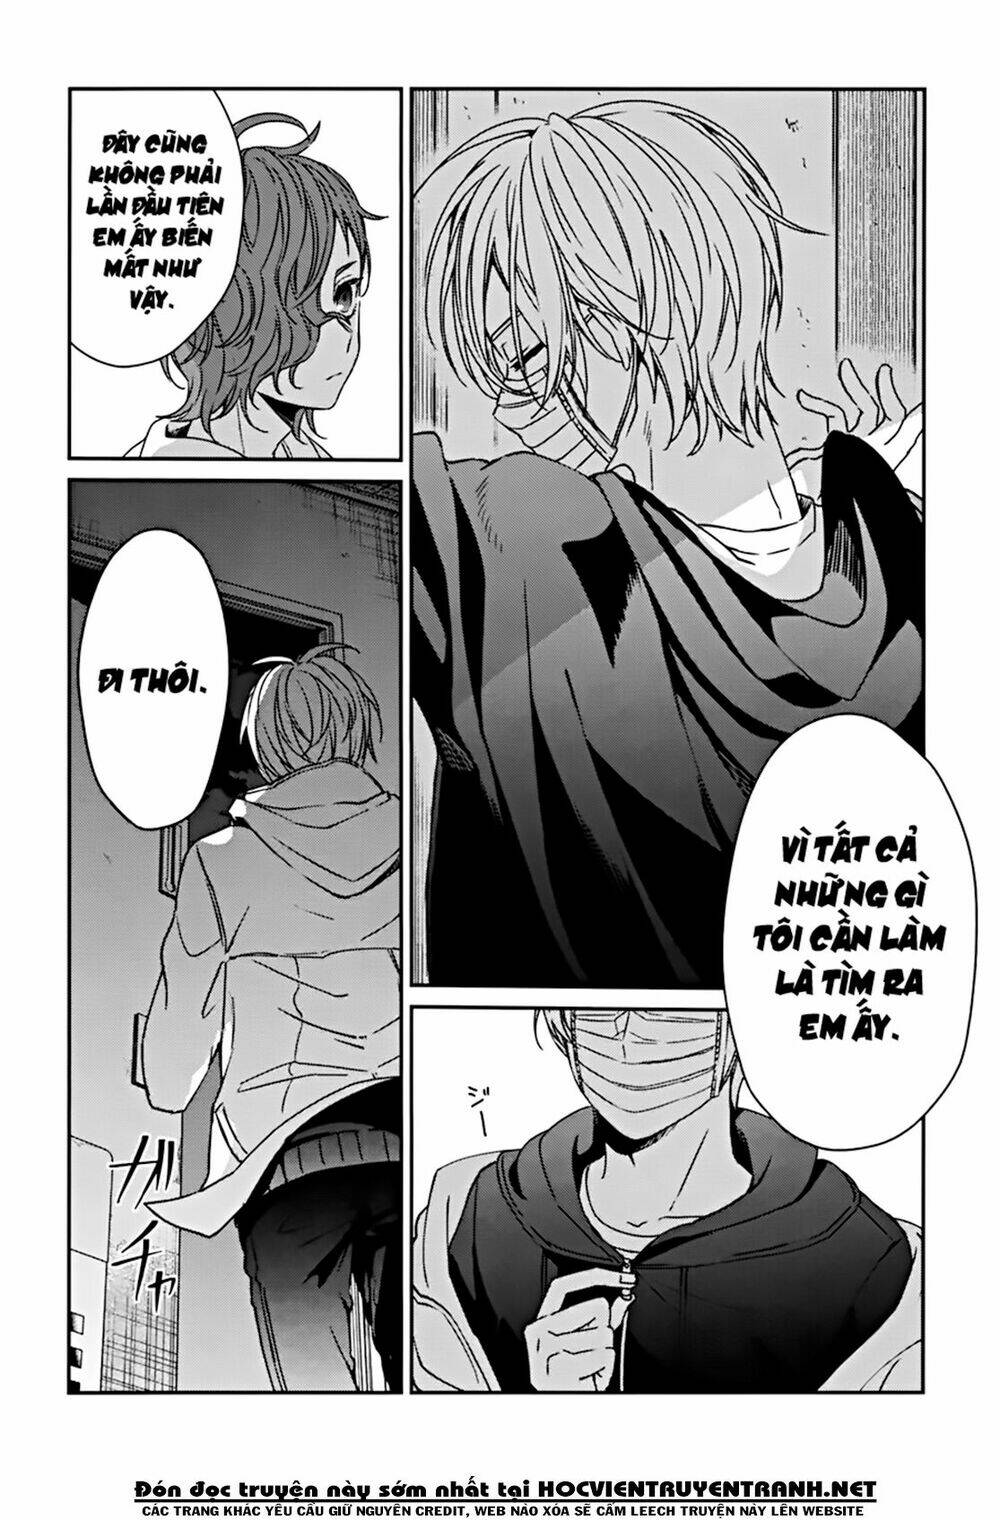 ĐÂY CŨNG
KHÔNG PHẢI
LẦN ĐẦU TIÊN
EM ẤY BIẾN
MẤT NHƯ
VẬY.
VÌ TẤT CẢ
NHỮNG GÌ
TÔI CẦN LÀM
LÀ TÌM RA
EM ẤY.
ジー
ĐI THÔI.
ガチャ
Đón đọc truyện này sớm nhất tại HOCVIENTRUYENTRANH.NET
CÁC TRANG KHÁC YÊU CẦU GIỮ NGUYÊN CREDIT, WEB NÀO XÓA SẼ CẤM LEECH TRUYỆN NÀY LÊN WEBSITE